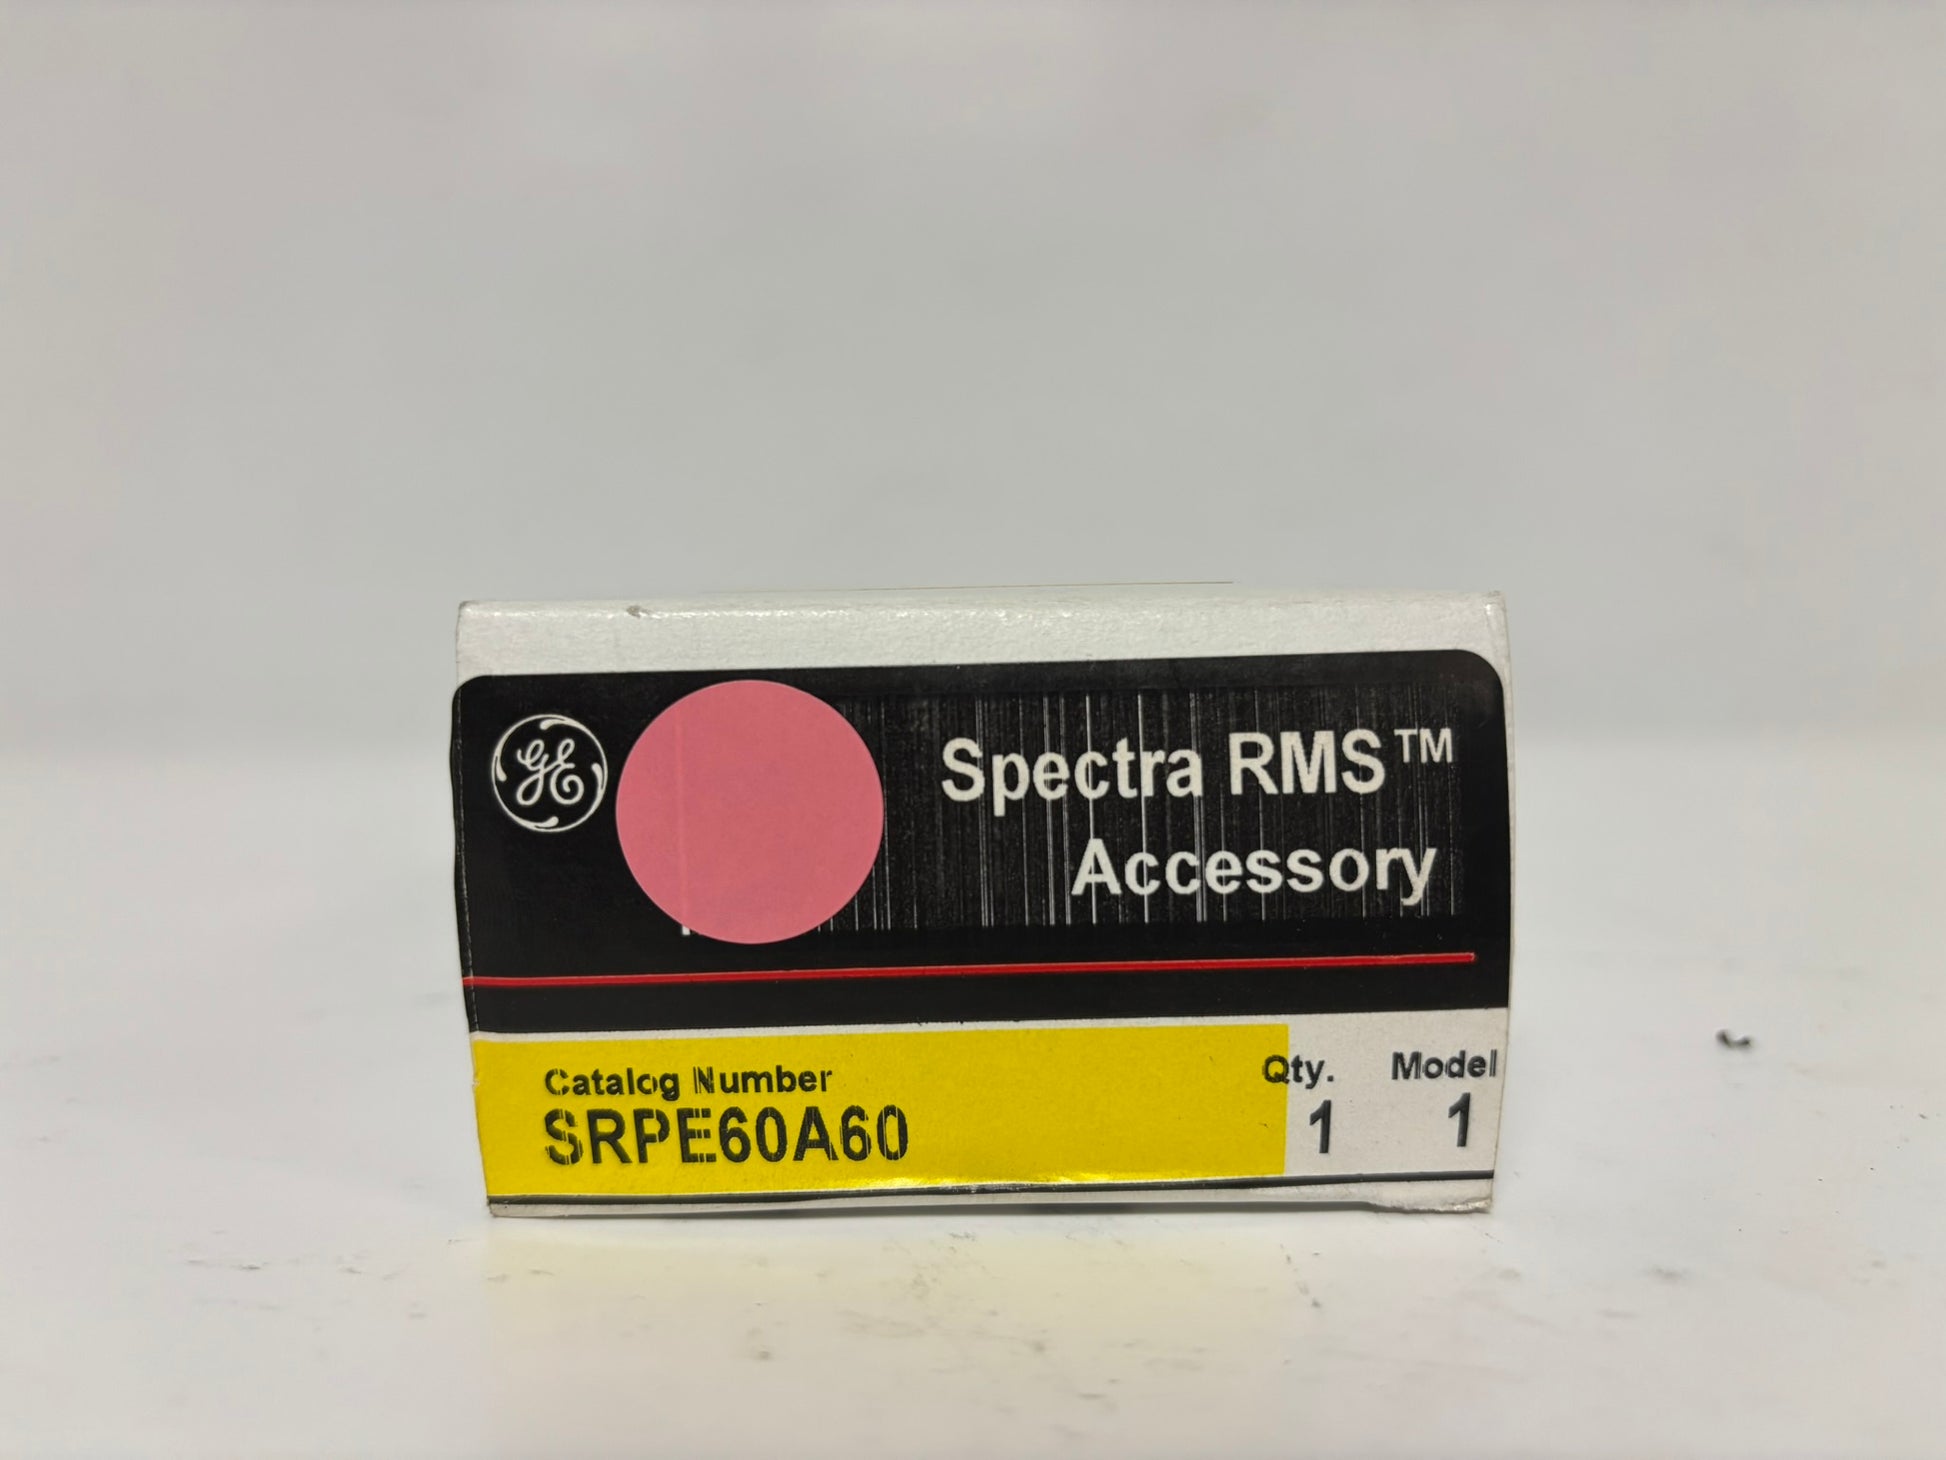 GE
Spectra RMS™
Accessory
Catalog Number
SRPE60A60
Qty.
1
Model
1